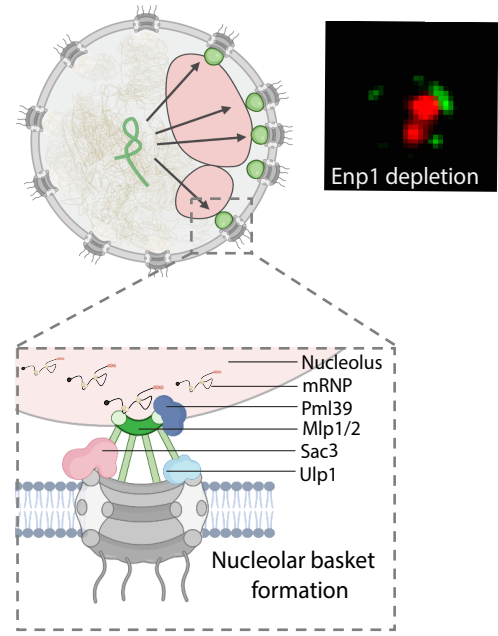 Enp1 depletion
Nucleolus
mRNP
Pml39
Mlp1/2
Sac3
Ulp1
Nucleolar basket
formation